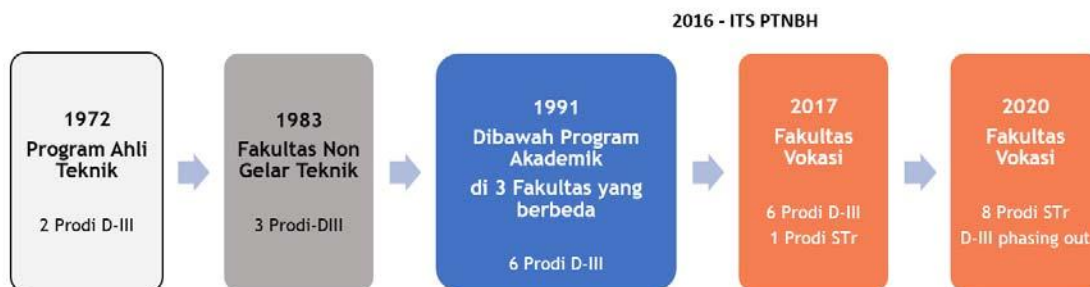 2016 - ITS PTNBH
1972
Program Ahli
Teknik
2 Prodi D-III
1983
Fakultas Non
Gelar Teknik
3 Prodi-DIII
1991
Dibawah Program
Akademik
di 3 Fakultas yang
berbeda
6 Prodi D-III
2017
Fakultas
Vokasi
6 Prodi D-III
1 Prodi STr
2020
Fakultas
Vokasi
8 Prodi STr
D-III phasing out